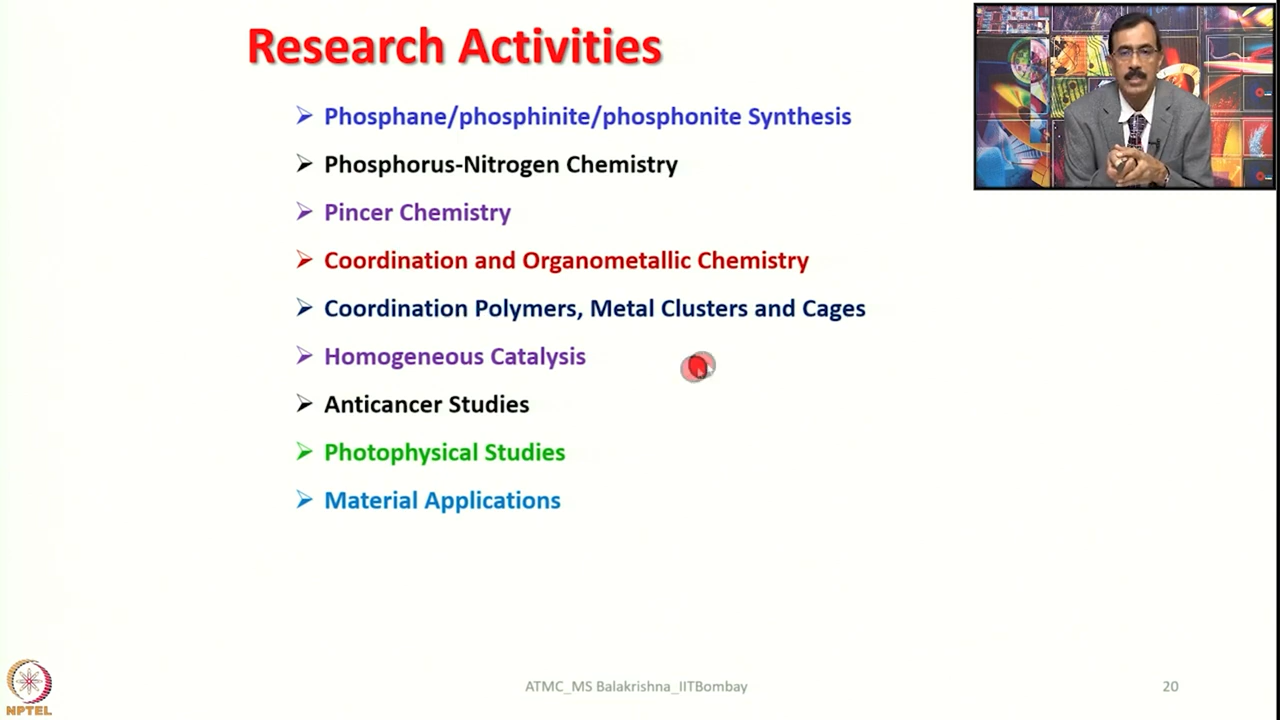 Research Activities
➢ Phosphane/phosphinite/phosphonite Synthesis
➢ Phosphorus-Nitrogen Chemistry
➢ Pincer Chemistry
➢ Coordination and Organometallic Chemistry
➢ Coordination Polymers, Metal Clusters and Cages
➢ Homogeneous Catalysis
➢ Anticancer Studies
➢ Photophysical Studies
➢ Material Applications
NPTEL
ATMC_MS Balakrishna_IITBombay
20